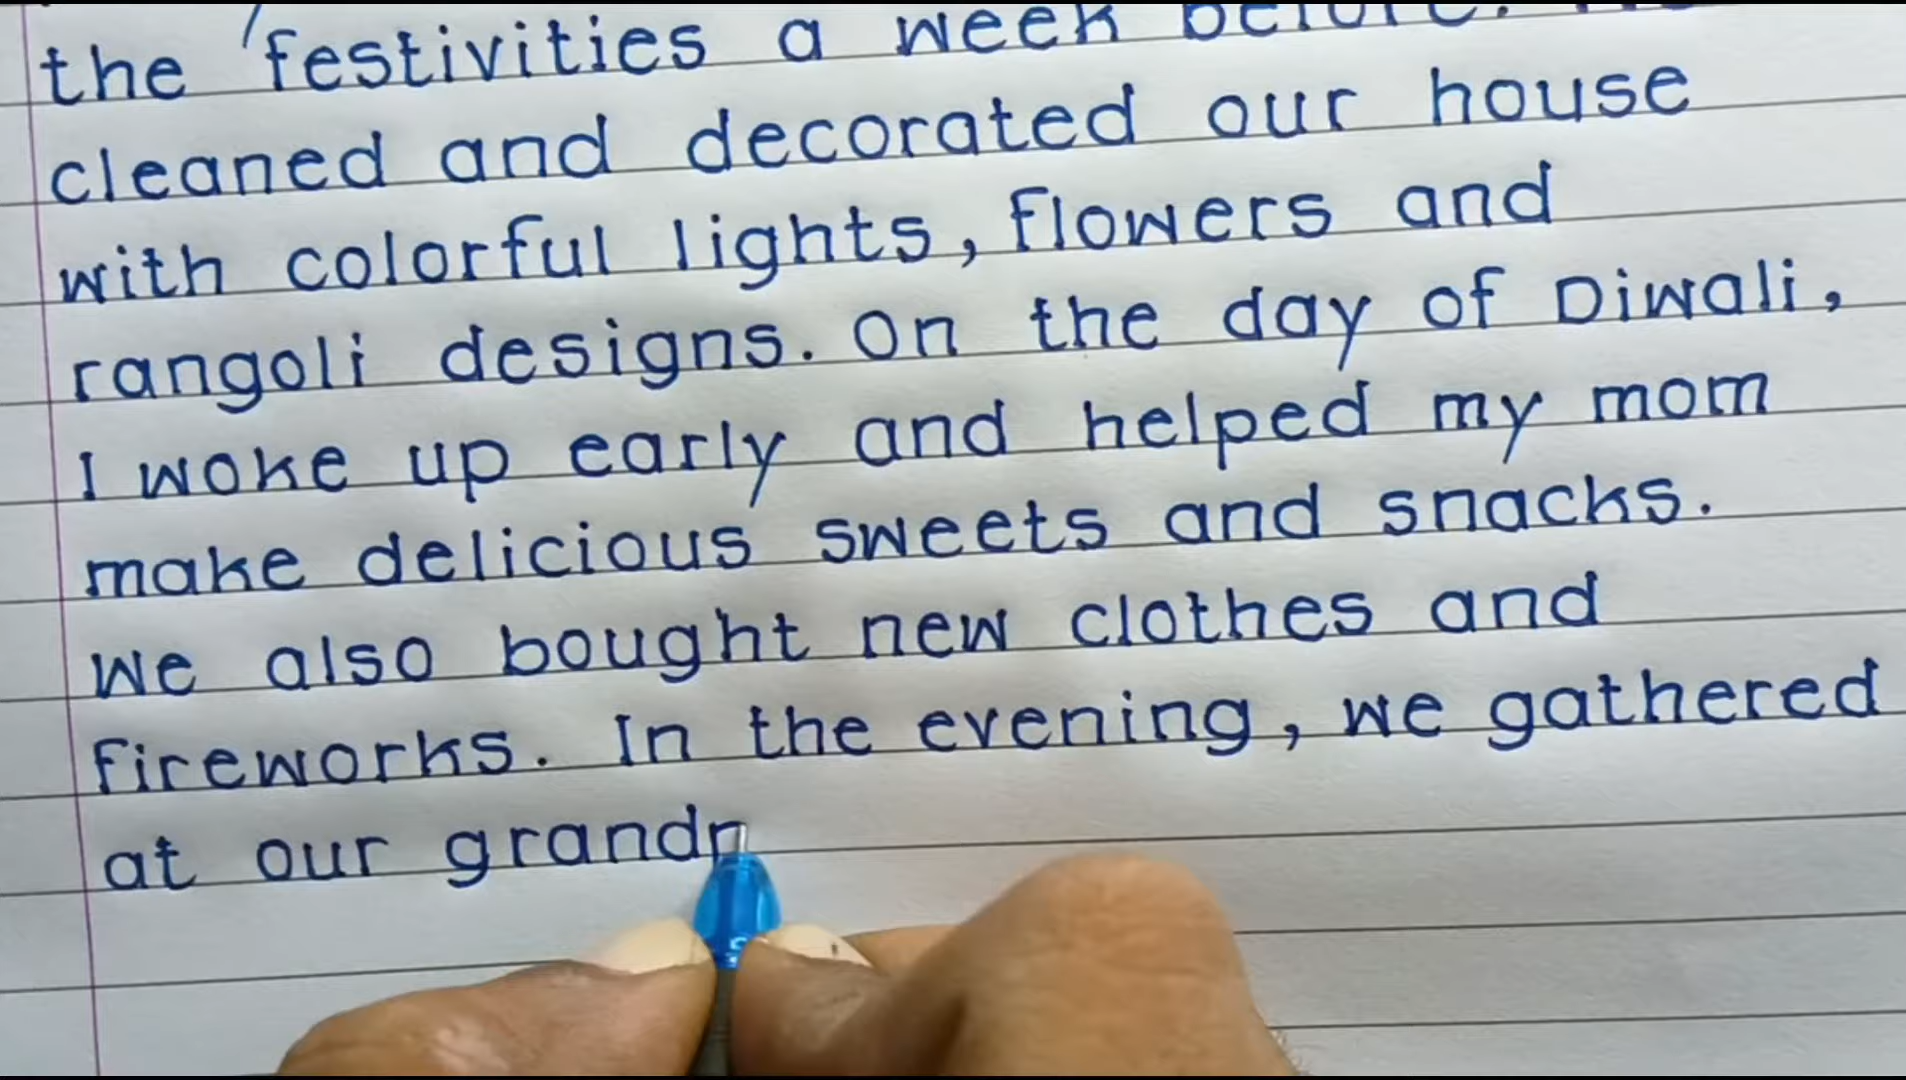 the festivities a week before.
cleaned and decorated our house
with colorful lights, flowers and
rangoli designs. On the day of Diwali,
I woke up early and helped my mom
make delicious sweets and snacks.
We also bought new clothes and
fireworks. In the evening, we gathered
at our